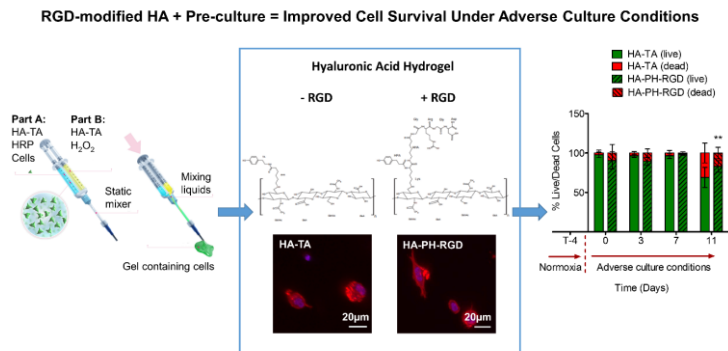 RGD-modified HA + Pre-culture = Improved Cell Survival Under Adverse Culture Conditions
Part A:
HA-TA
HRP
Cells
Part B:
HA-TA
H₂O₂
Static
mixer
Mixing
liquids
Gel containing cells
Hyaluronic Acid Hydrogel
- RGD
+ RGD
HA-TA
20μm
HA-PH-RGD
20μm
HA-TA (live)
HA-TA (dead)
HA-PH-RGD (live)
HA-PH-RGD (dead)
**
% Live/Dead Cells
150
100
50
T-4
0
3
7
11
Normoxia
Adverse culture conditions
Time (Days)